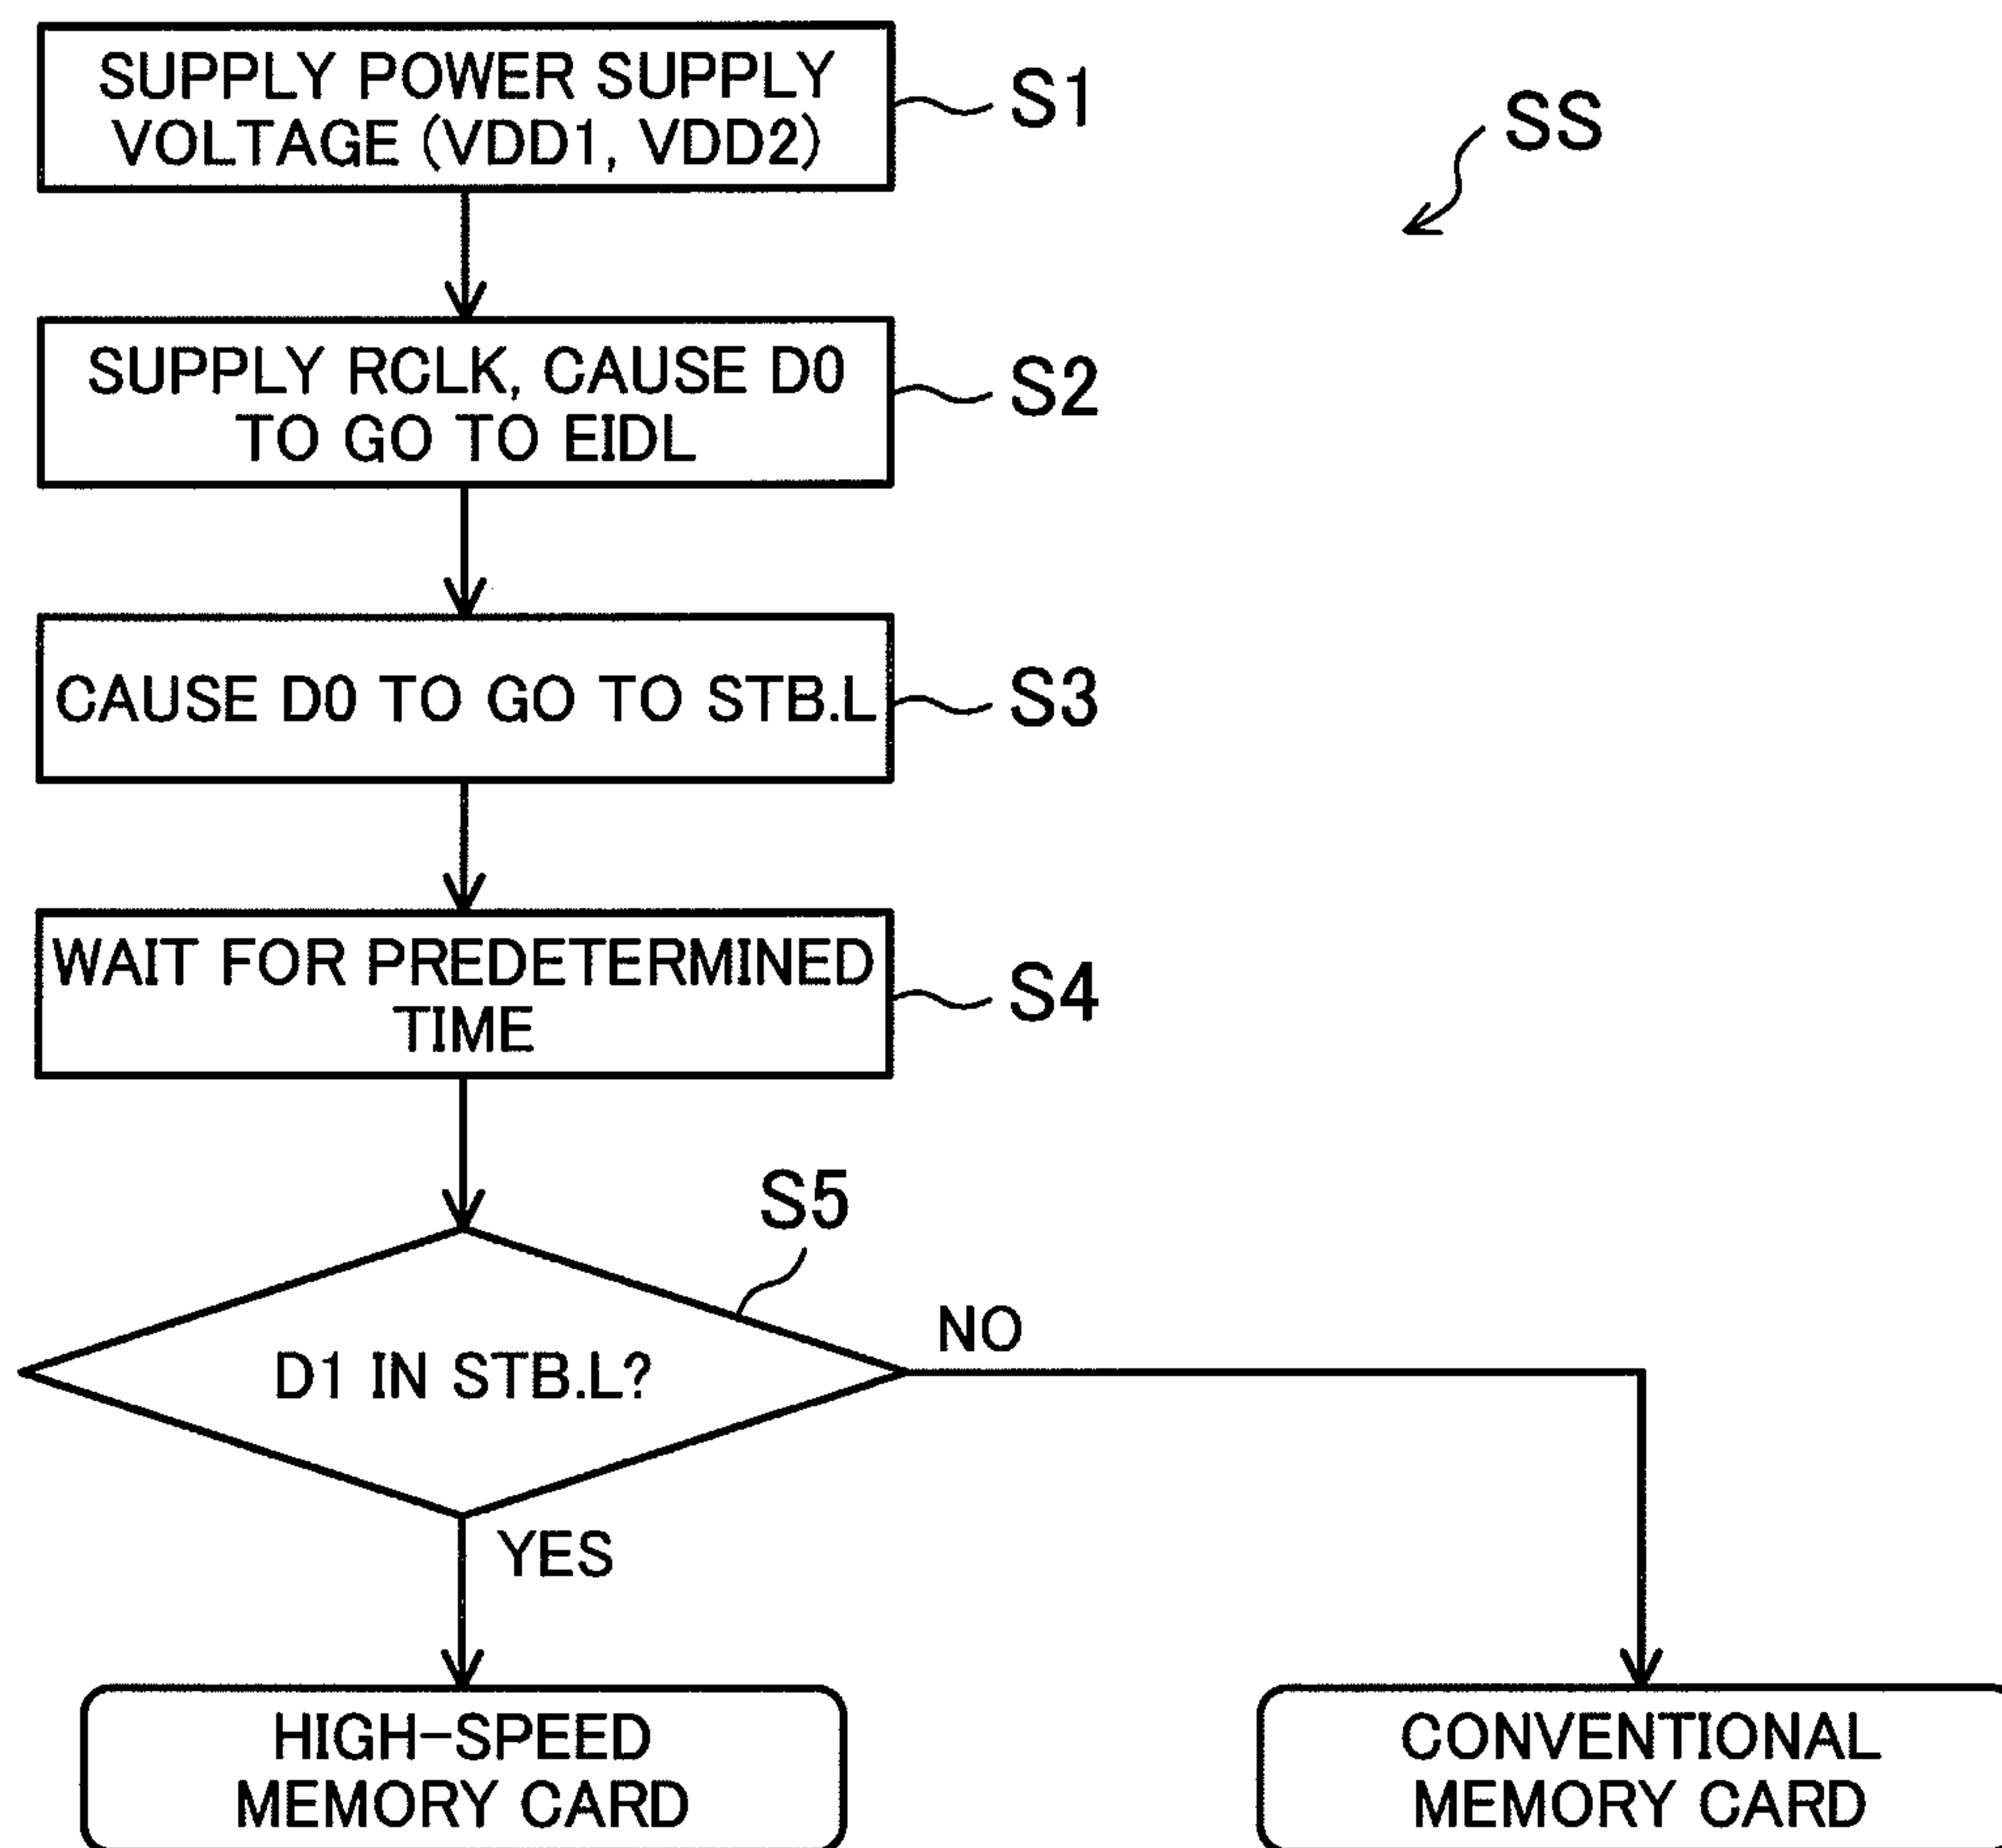 SUPPLY POWER SUPPLY
VOLTAGE (VDD1, VDD2)
S1
SS
SUPPLY RCLK, CAUSE D0
TO GO TO EIDL
S2
CAUSE D0 TO GO TO STB.L
S3
WAIT FOR PREDETERMINED
TIME
S4
S5
D1 IN STB.L?
NO
YES
HIGH-SPEED
MEMORY CARD
CONVENTIONAL
MEMORY CARD